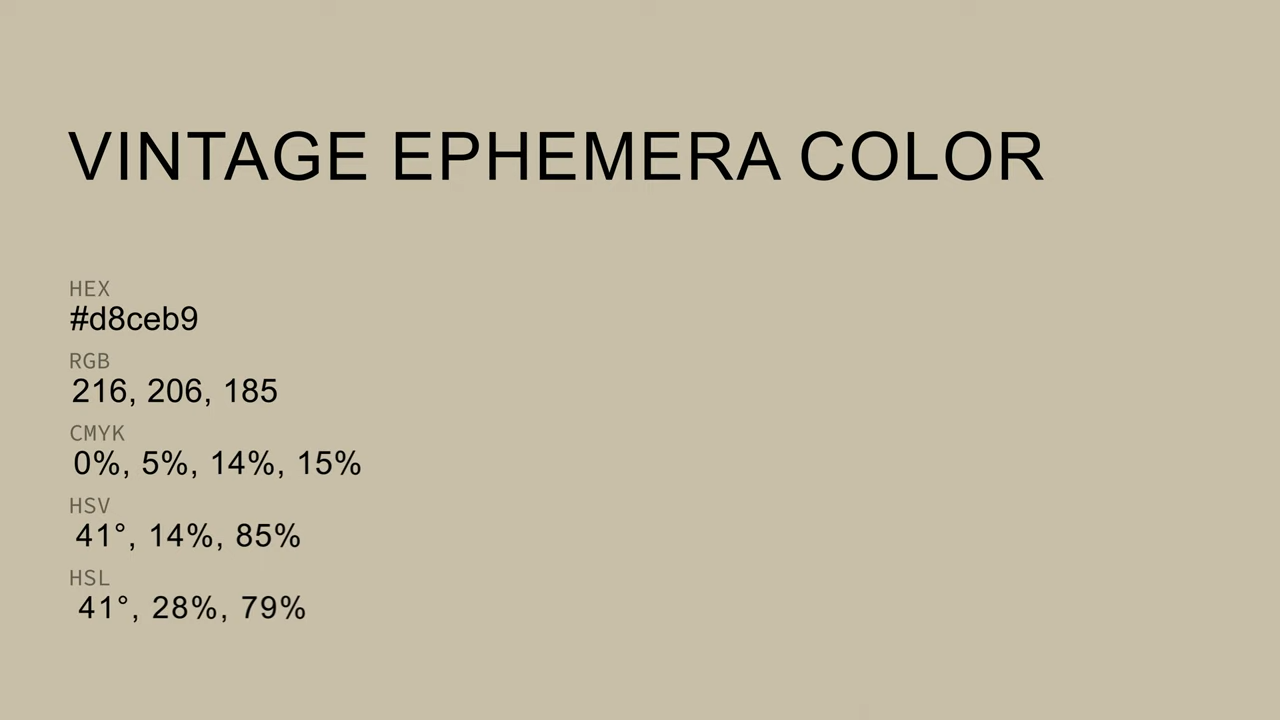 VINTAGE EPHEMERA COLOR
HEX
#d8ceb9
RGB
216, 206, 185
CMYK
0%, 5%, 14%, 15%
HSV
41°, 14%, 85%
HSL
41°, 28%, 79%